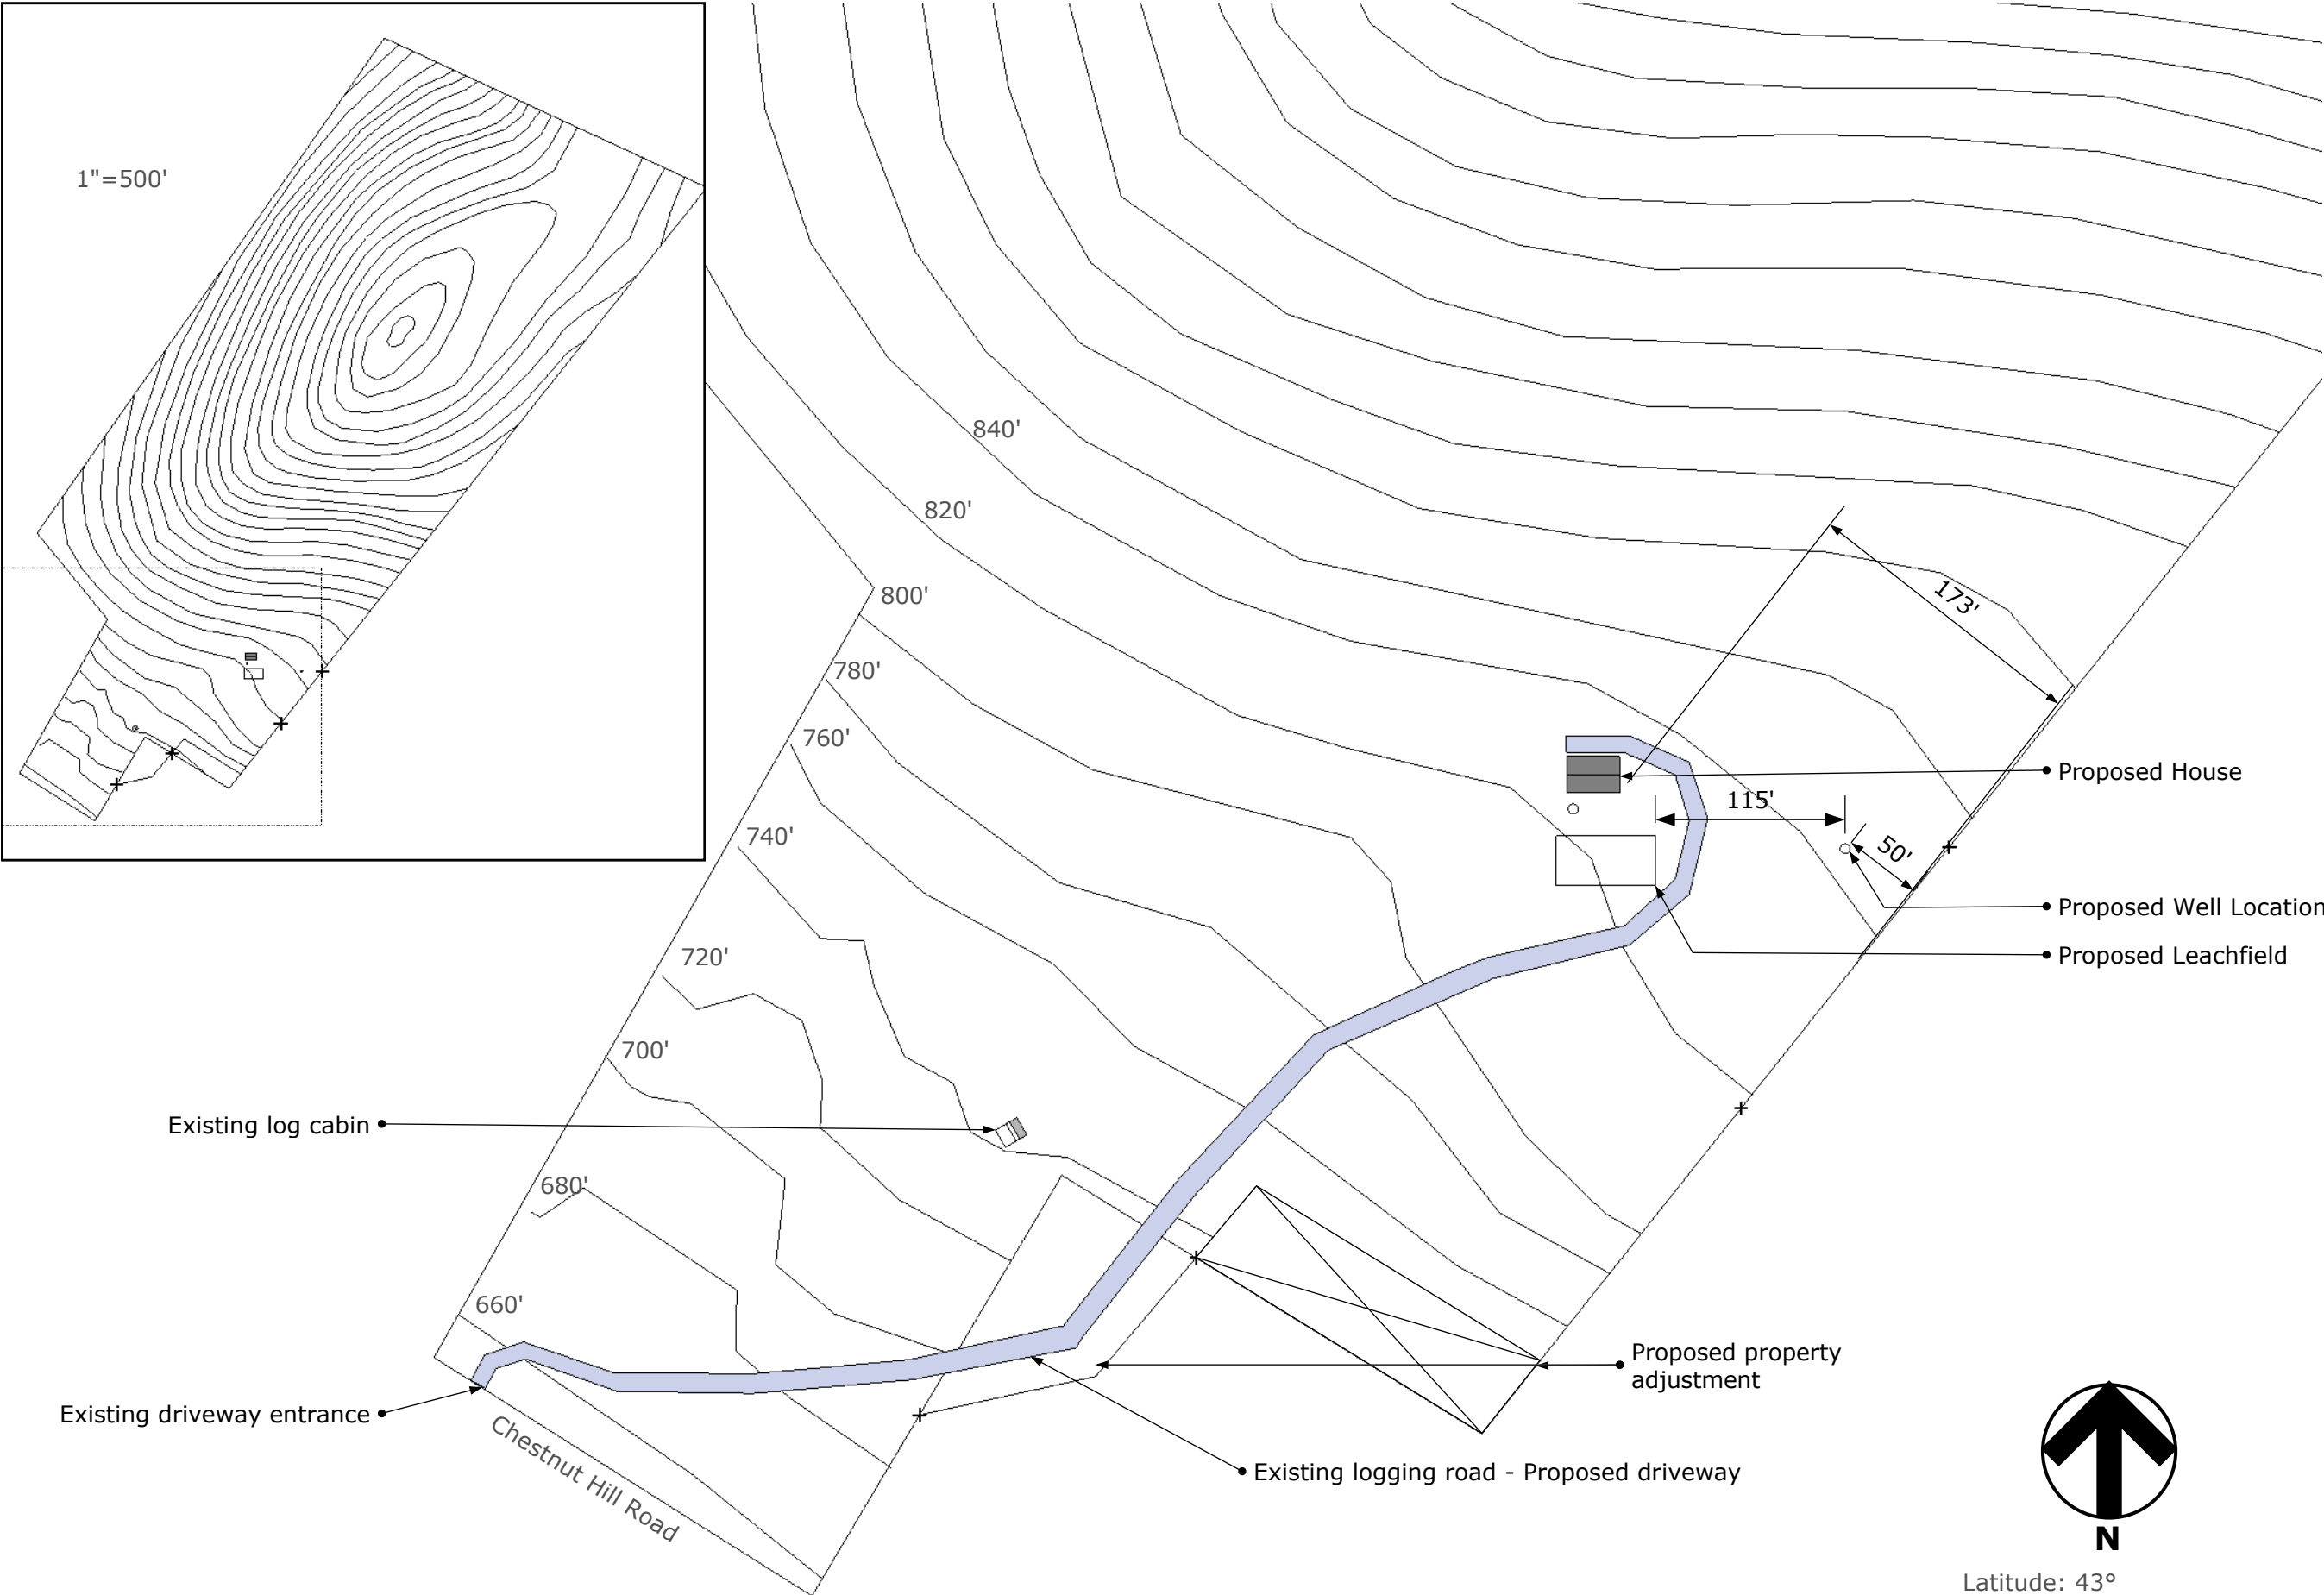 1"=500'
840'
820'
800'
780'
760'
740'
720'
700'
680'
660'
173'
115'
50'
Proposed House
Proposed Well Location
Proposed Leachfield
Existing log cabin
Existing driveway entrance
Chestnut Hill Road
Proposed property
adjustment
Existing logging road - Proposed driveway
N
Latitude: 43°